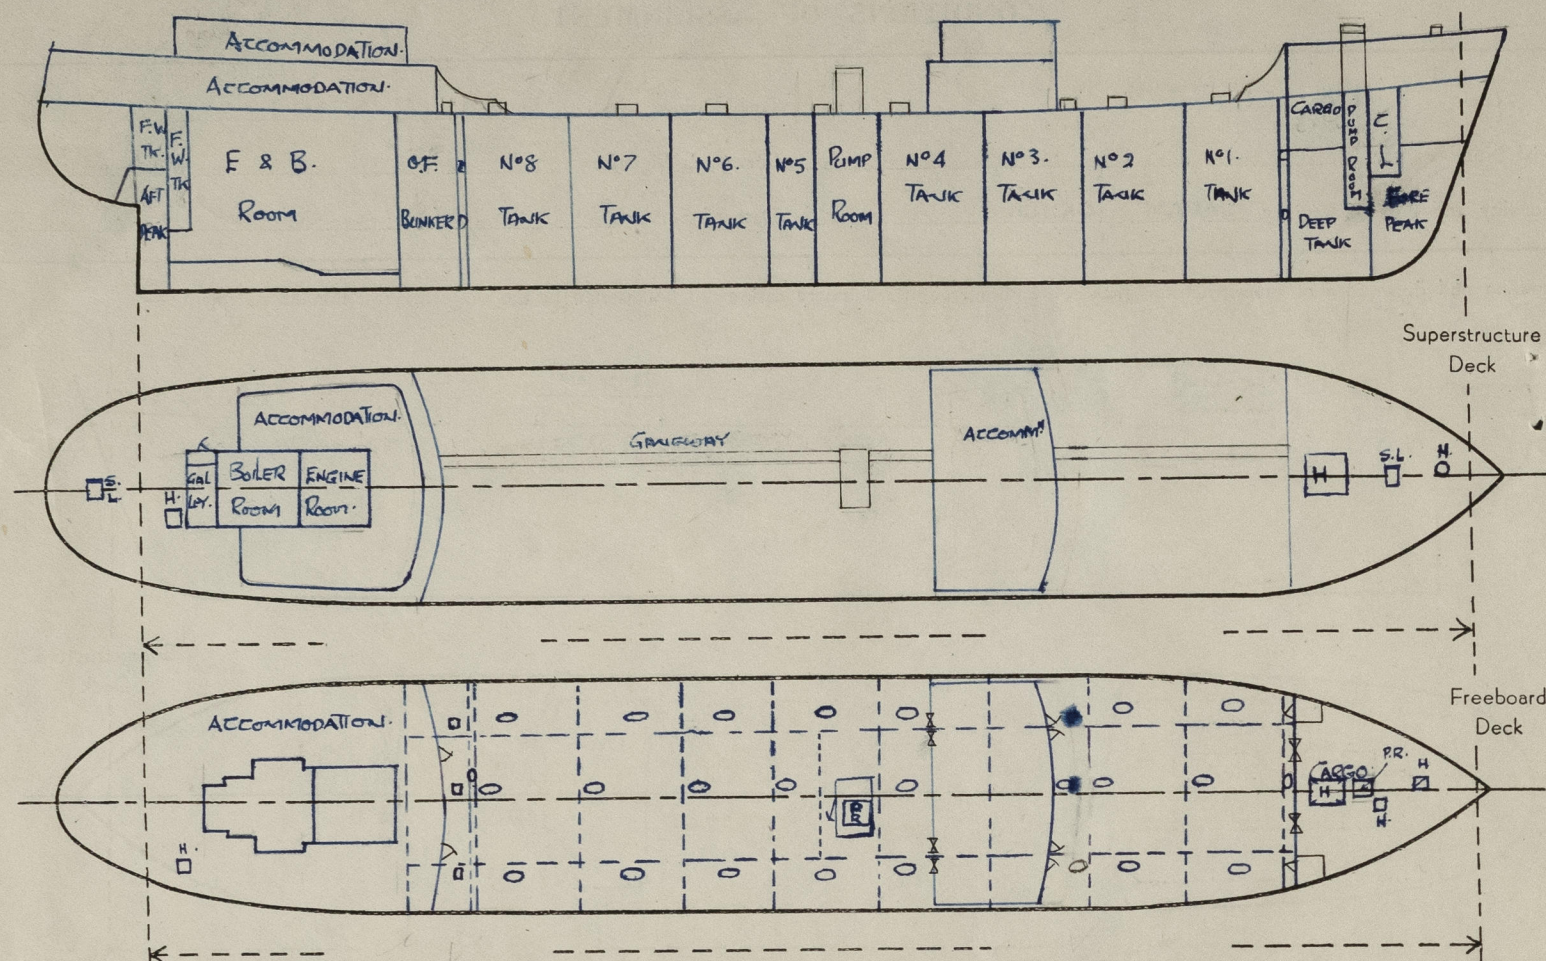 ACCOMMODATION.
ACCOMMODATION.
F.W.
TK.
F.
W.
TK
AFT
PEAK
E & B.
ROOM
O.F.
BUNKER
Nº8
TANK
Nº7
TANK
Nº6.
TANK
Nº5
TANK
PUMP
ROOM
Nº4
TANK
Nº3.
TANK
Nº2
TANK
Nº1.
TANK
CARGO
PUMP ROOM
C.L.
DEEP
TANK
FORE
PEAK
Superstructure
Deck
ACCOMMODATION.
GANGWAY
ACCOMMN
S.
L.
H.
GAL
LEY.
BOILER
ROOM
ENGINE
ROOM.
H
S.L.
H.
Freeboard
Deck
ACCOMMODATION.
H.
CARGO
H
P.R.
H
H.